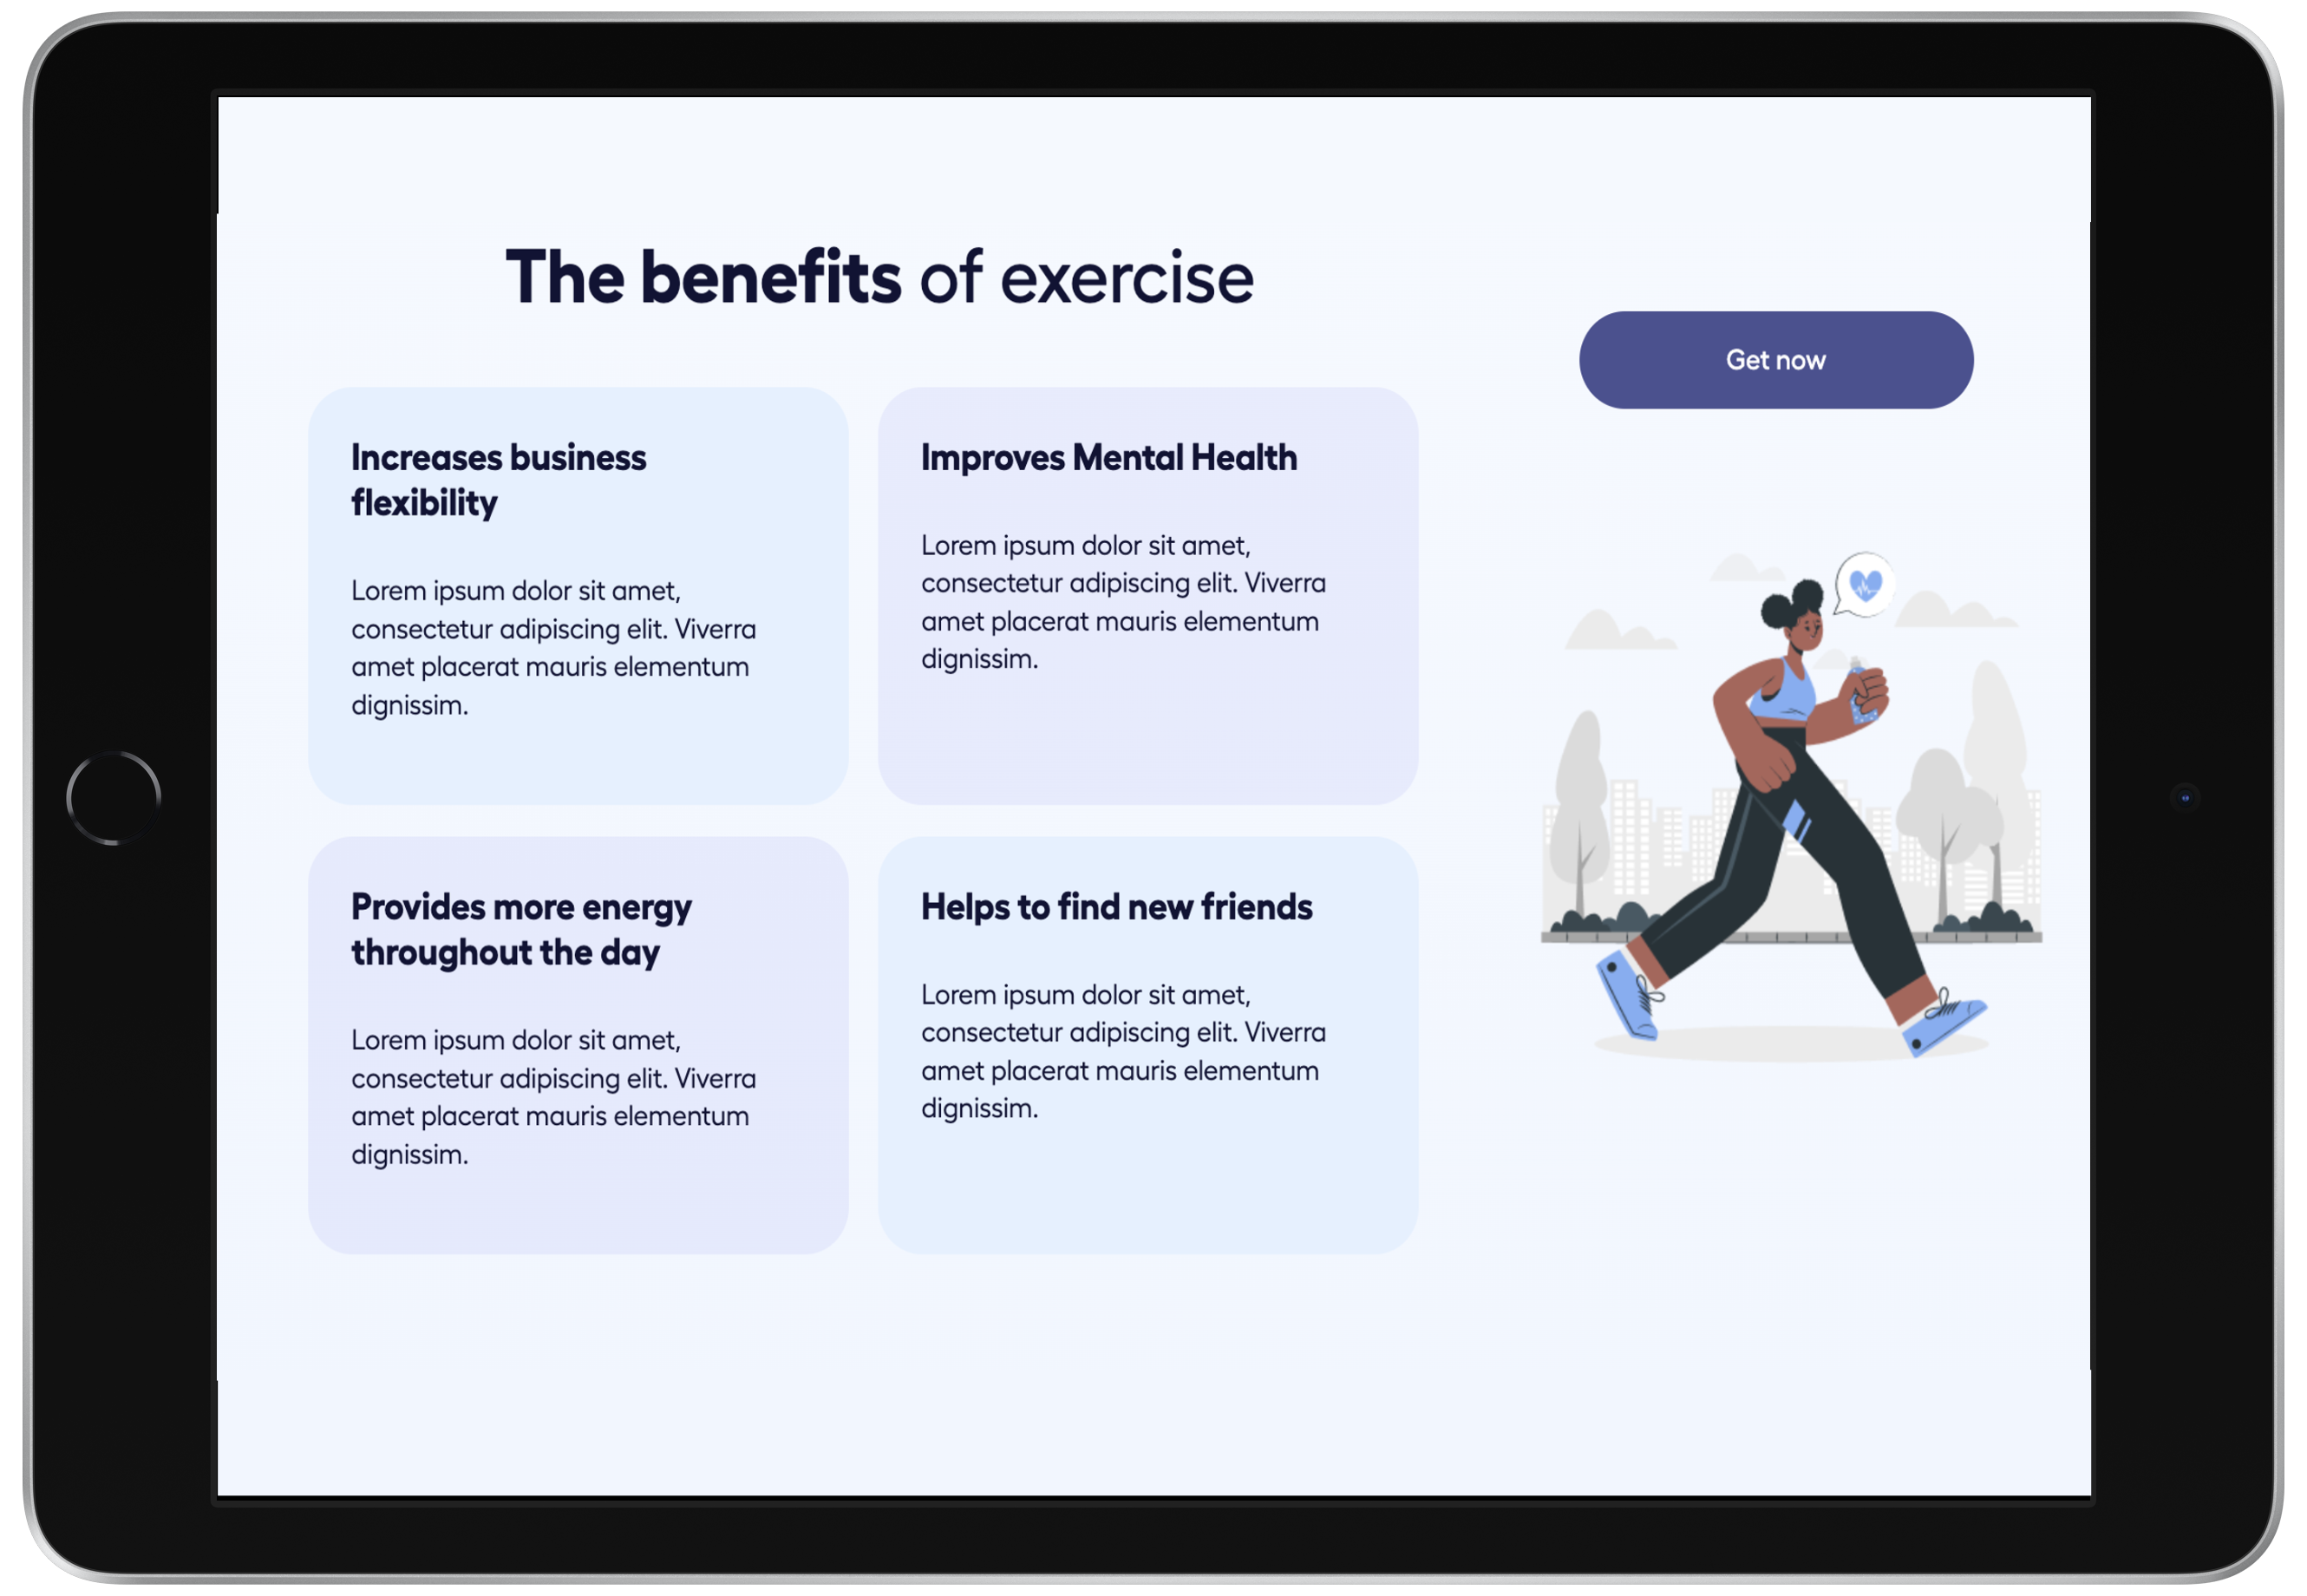 The benefits of exercise
Get now
Increases business
flexibility
Lorem ipsum dolor sit amet,
consectetur adipiscing elit. Viverra
amet placerat mauris elementum
dignissim.
Improves Mental Health
Lorem ipsum dolor sit amet,
consectetur adipiscing elit. Viverra
amet placerat mauris elementum
dignissim.
Provides more energy
throughout the day
Lorem ipsum dolor sit amet,
consectetur adipiscing elit. Viverra
amet placerat mauris elementum
dignissim.
Helps to find new friends
Lorem ipsum dolor sit amet,
consectetur adipiscing elit. Viverra
amet placerat mauris elementum
dignissim.